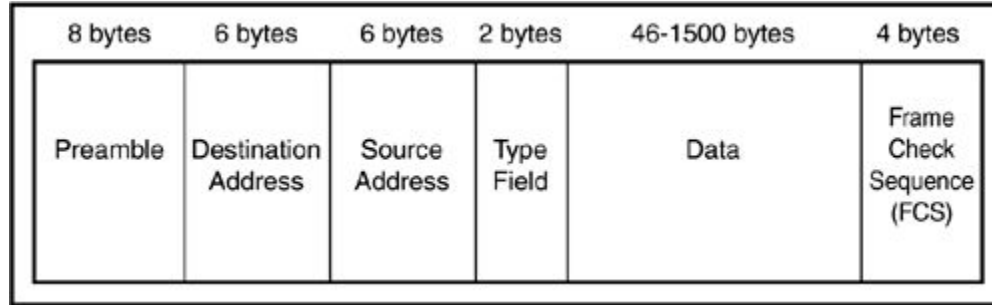 8 bytes 6 bytes 6 bytes 2 bytes 46-1500 bytes 4 bytes
Preamble
Destination
Address
Source
Address
Type
Field
Data
Frame
Check
Sequence
(FCS)